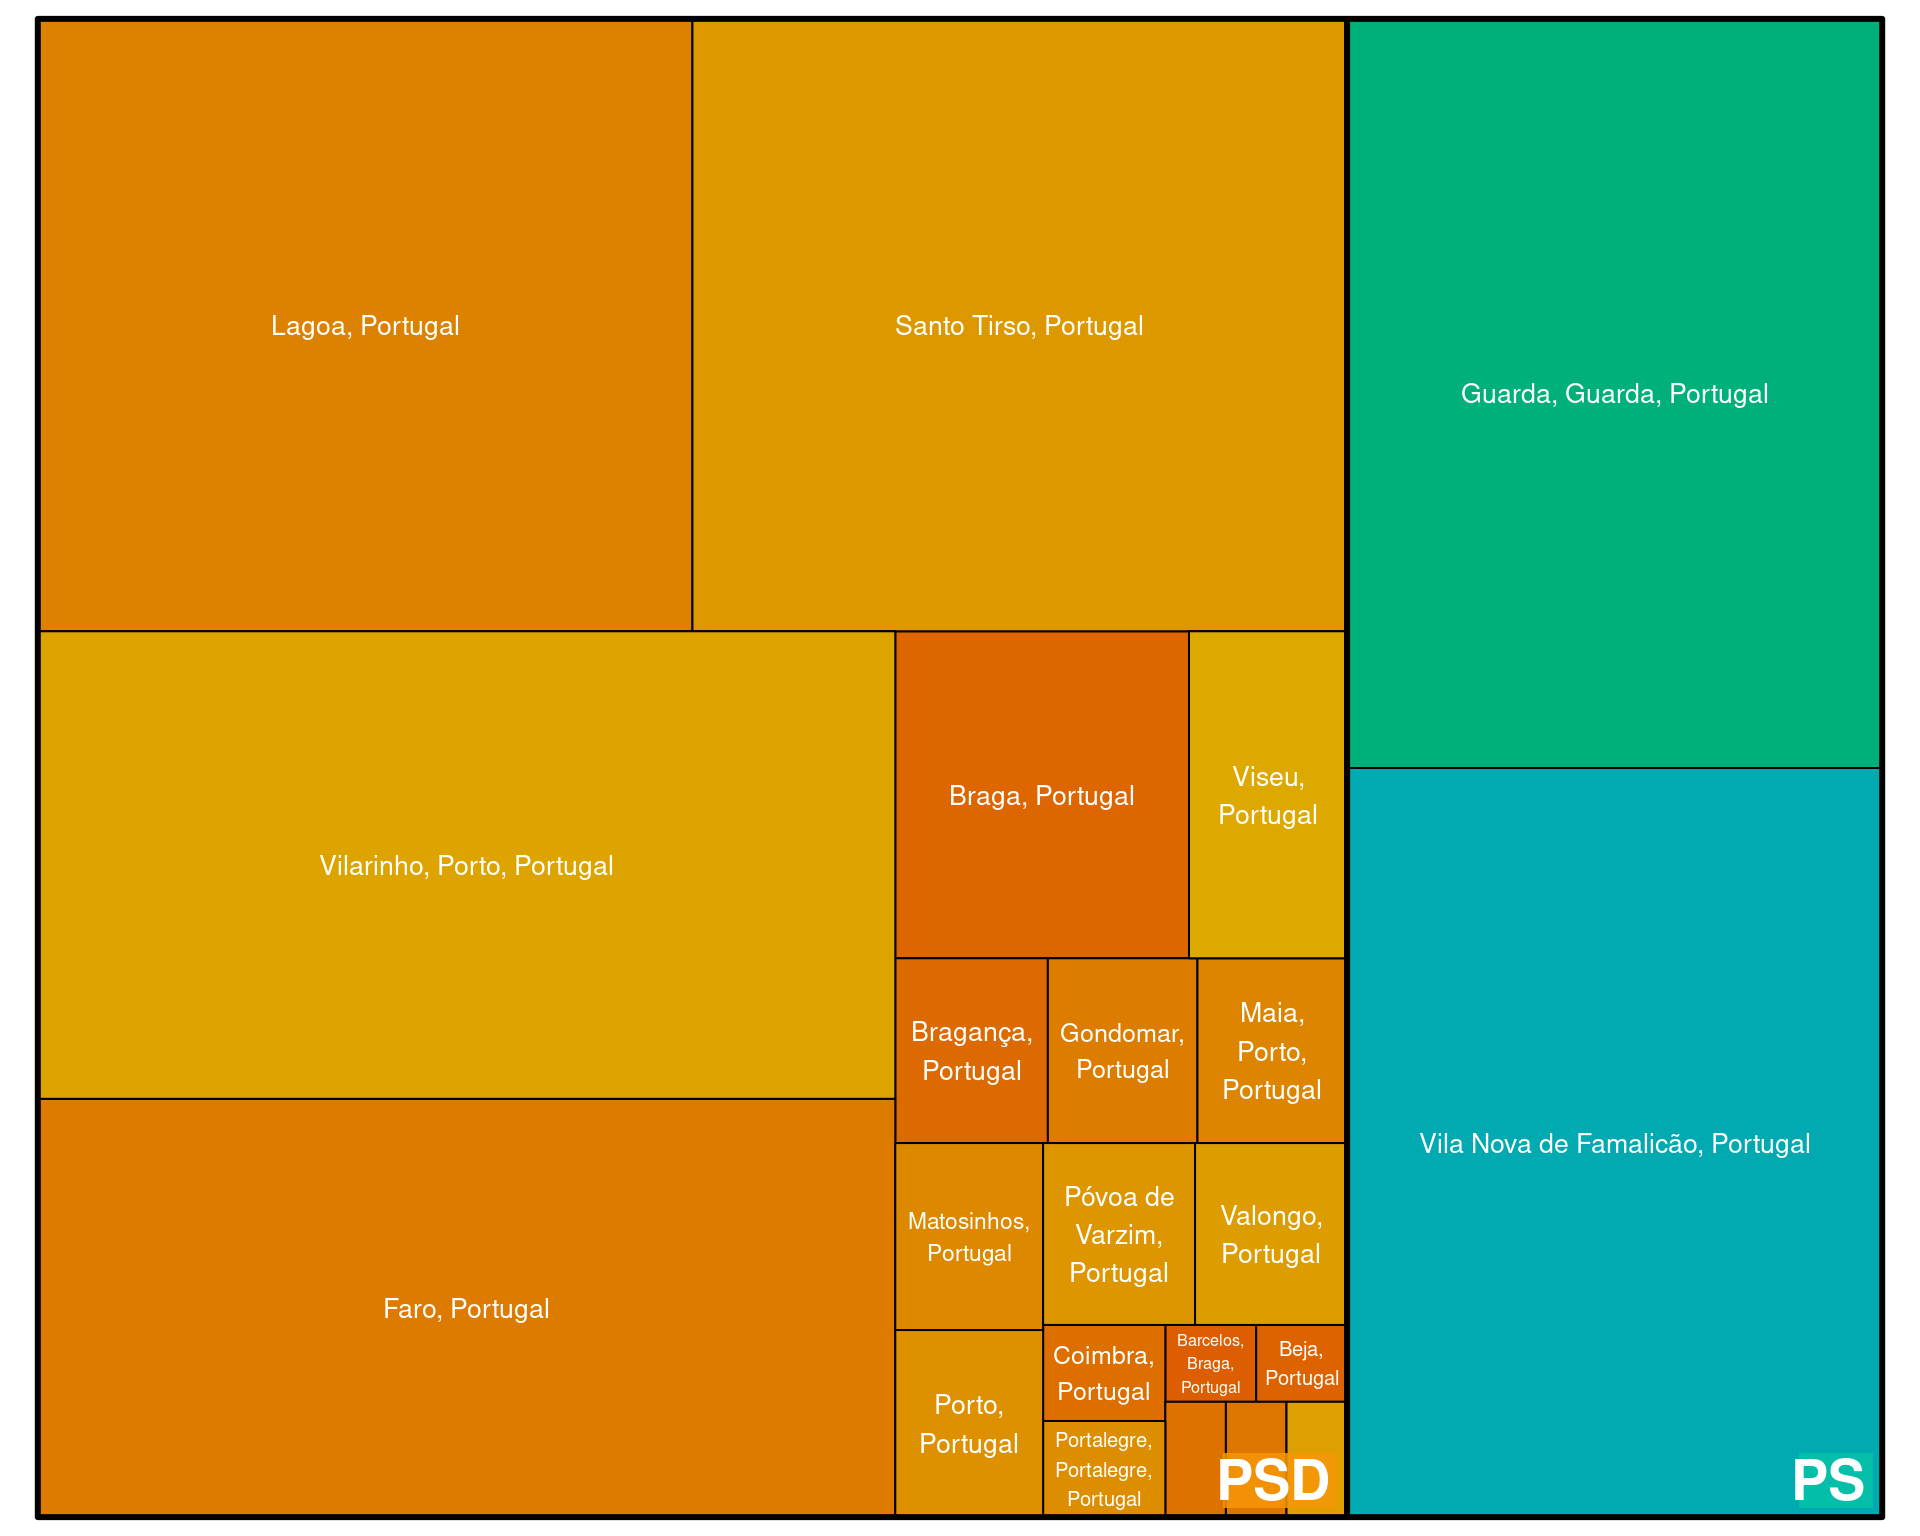 Lagoa, Portugal
Santo Tirso, Portugal
Guarda, Guarda, Portugal
Vilarinho, Porto, Portugal
Braga, Portugal
Viseu,
Portugal
Bragança,
Portugal
Gondomar,
Portugal
Maia,
Porto,
Portugal
Vila Nova de Famalicão, Portugal
Faro, Portugal
Matosinhos,
Portugal
Póvoa de
Varzim,
Portugal
Valongo,
Portugal
Porto,
Portugal
Coimbra,
Portugal
Barcelos,
Braga,
Portugal
Beja,
Portugal
Portalegre,
Portalegre,
Portugal
PSD
PS